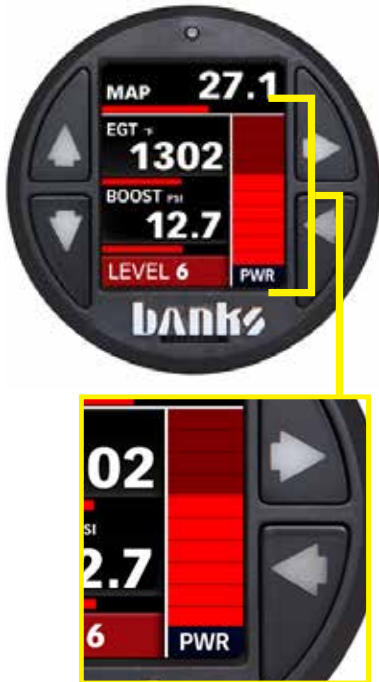 MAP 27.1
EGT °F
1302
BOOST PSI
12.7
LEVEL 6
PWR
banks
02
SI
2.7
6 PWR